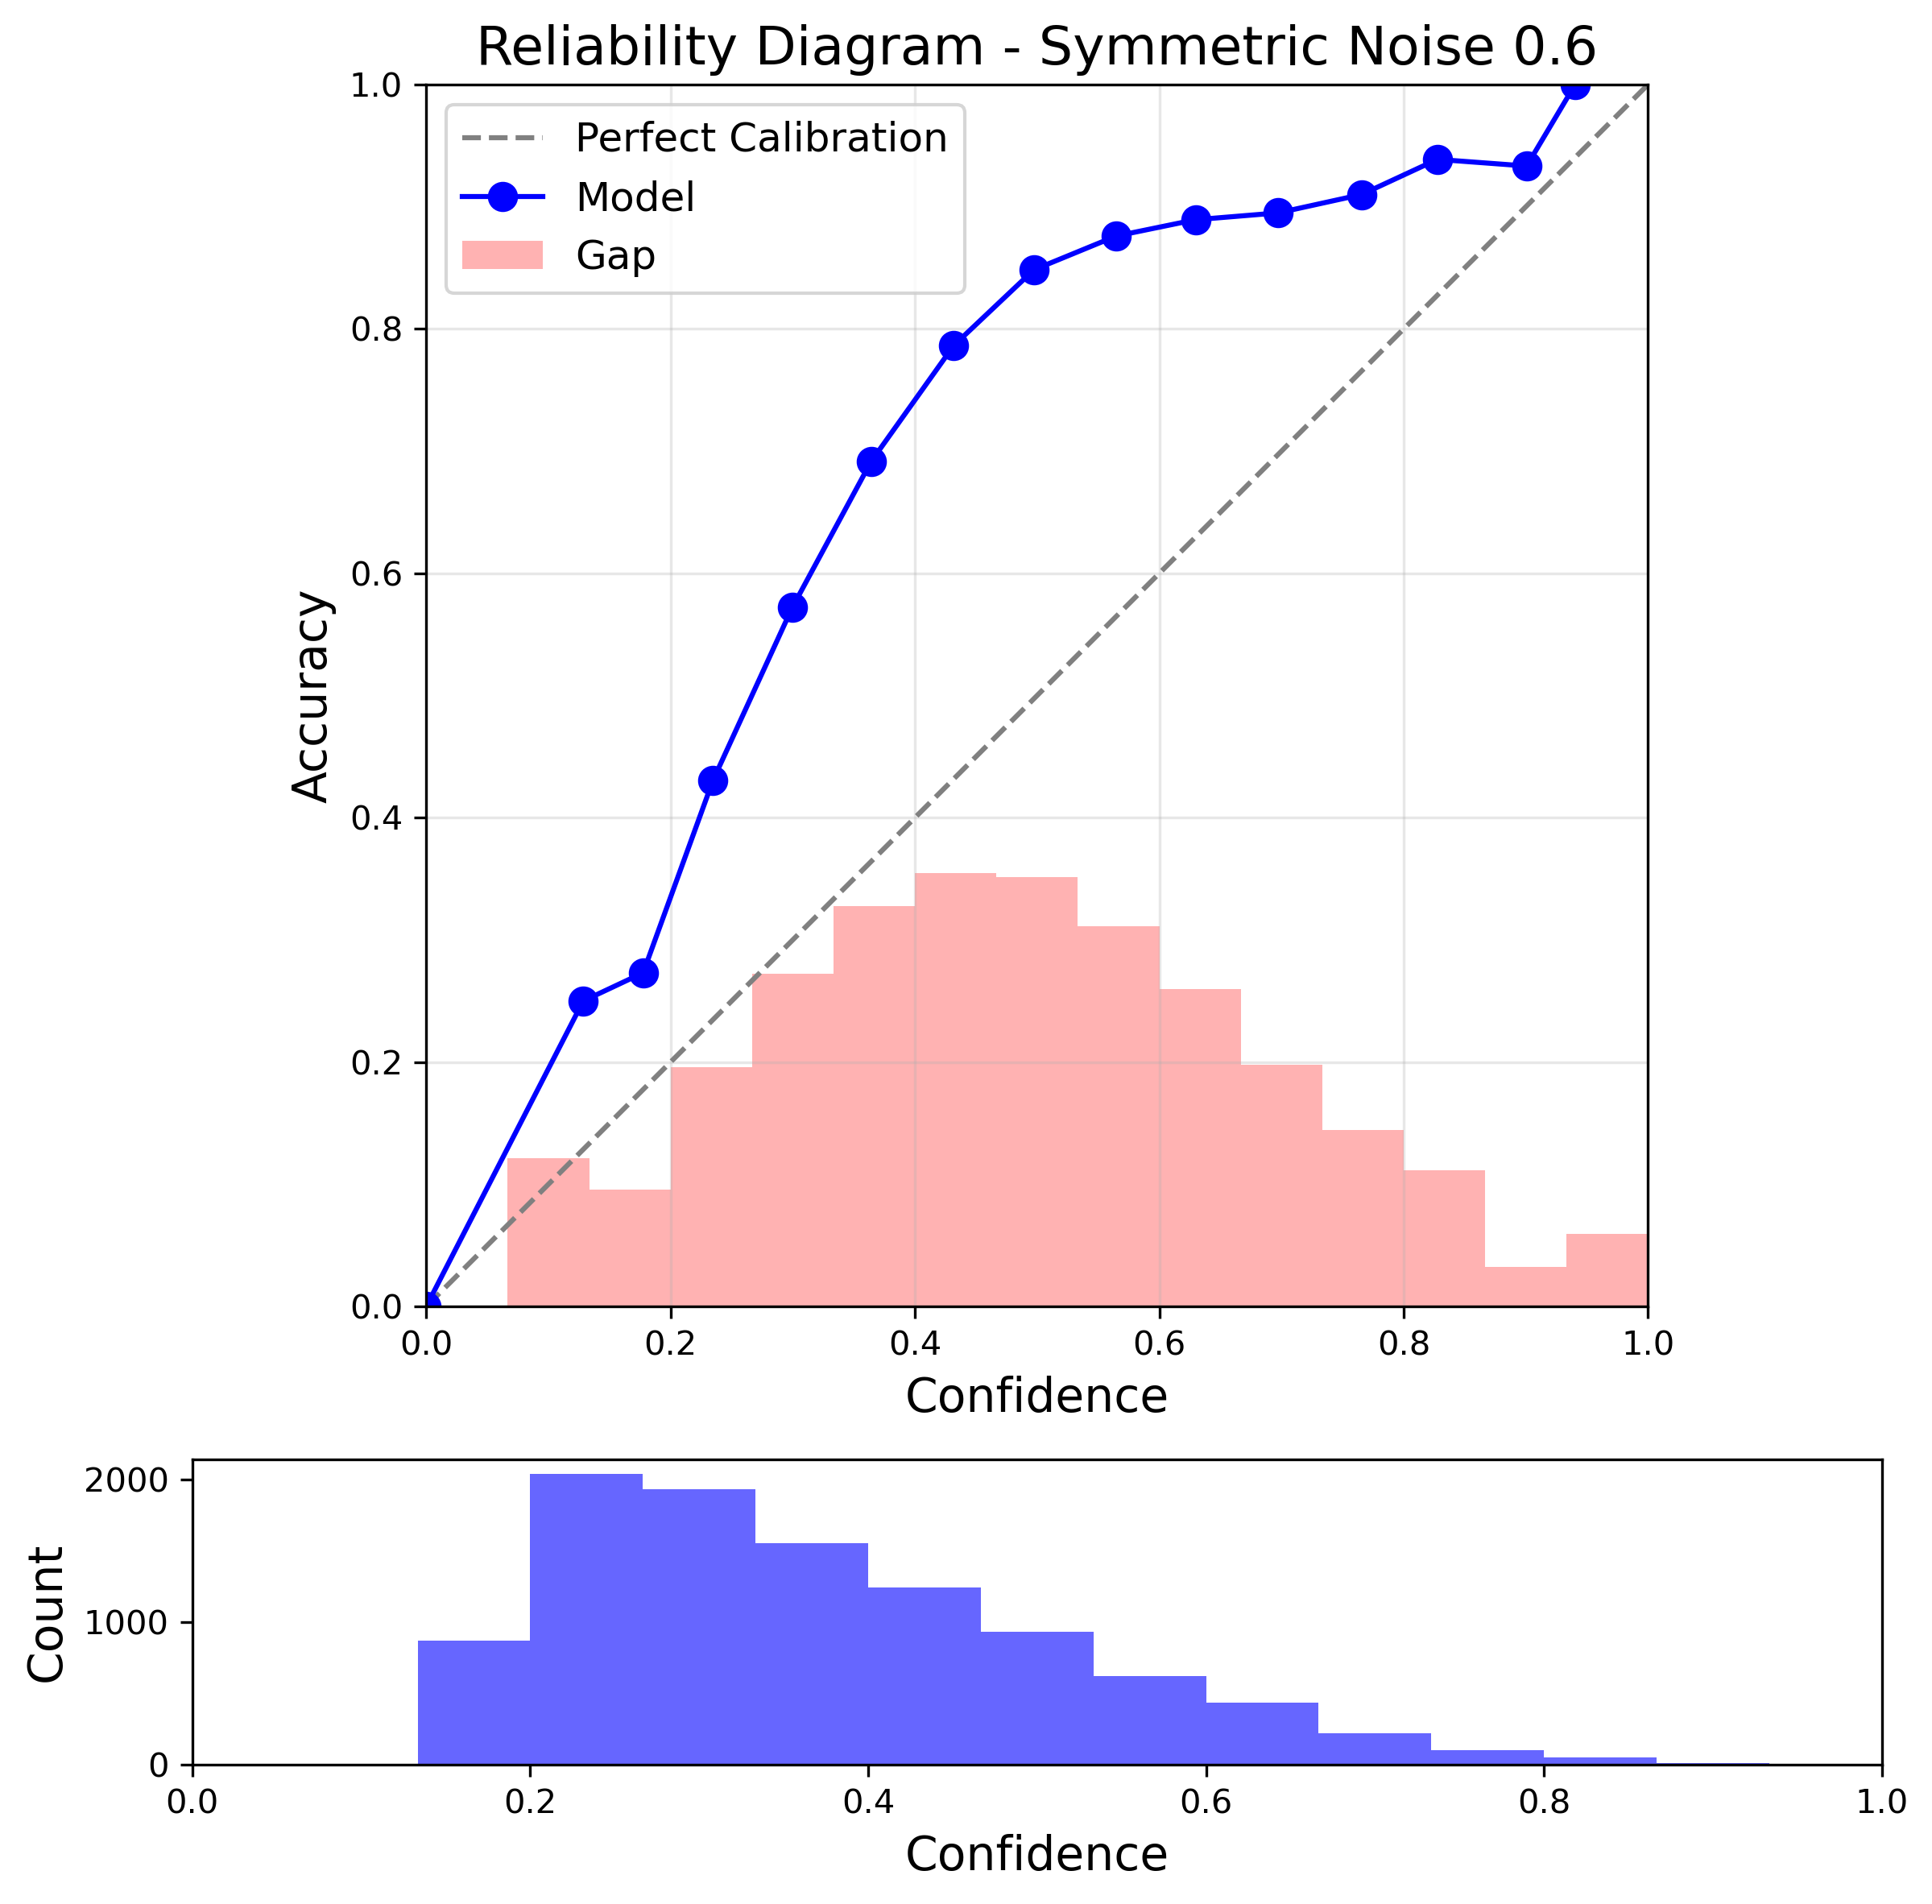 Reliability Diagram - Symmetric Noise 0.6
Perfect Calibration
Model
Gap
1.0
0.8
0.6
0.4
0.2
0.0
Accuracy
0.0 0.2 0.4 0.6 0.8 1.0
Confidence
2000
1000
0
Count
0.0 0.2 0.4 0.6 0.8 1.0
Confidence